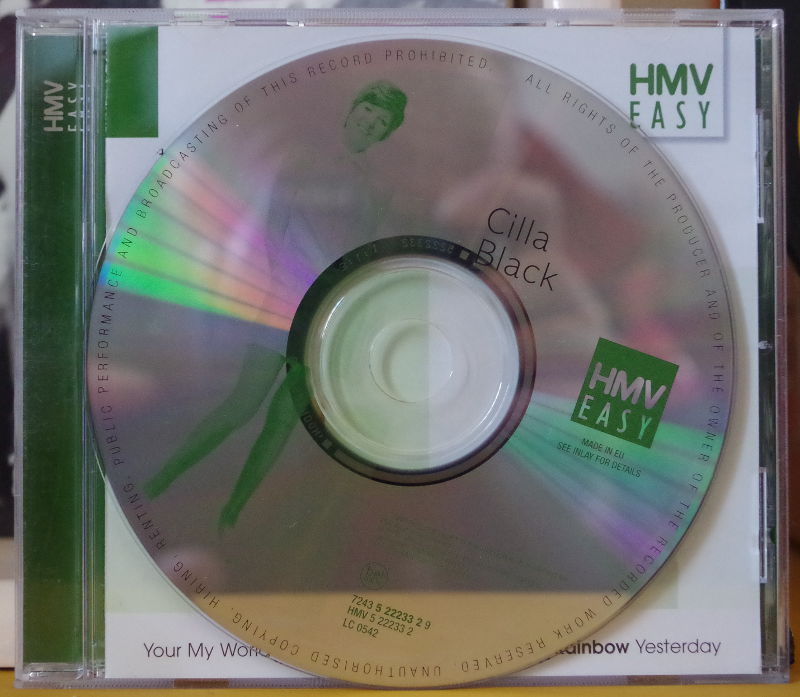 HMV
EASY
HMV
EASY
UNAUTHORISED COPYING, HIRING, RENTING, PUBLIC PERFORMANCE AND BROADCASTING OF THIS RECORD PROHIBITED. ALL RIGHTS OF THE PRODUCER AND OF THE OWNER OF THE RECORDED WORK RESERVED.
Cilla
Black
HMV
EASY
MADE IN EU
SEE INLAY FOR DETAILS
7243 5 22233 2 9
HMV 5 22233 2
LC 0542
Your My World
Rainbow Yesterday